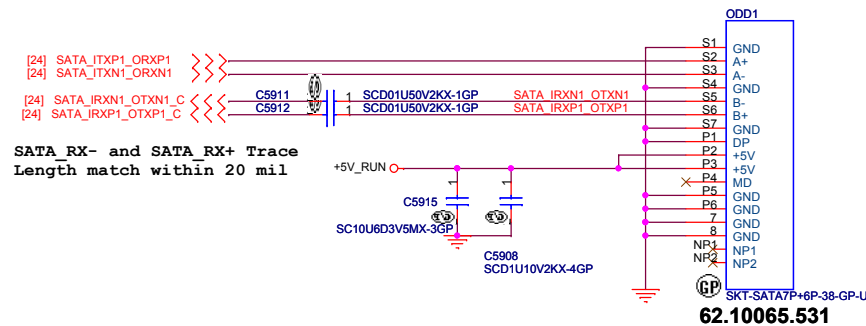 ODD1
[24] SATA_ITXP1_ORXP1
[24] SATA_ITXN1_ORXN1
[24] SATA_IRXN1_OTXN1_C
[24] SATA_IRXP1_OTXP1_C
C5911 1 SCD01U50V2KX-1GP SATA_IRXN1_OTXN1
C5912 1 SCD01U50V2KX-1GP SATA_IRXP1_OTXP1
S1 GND
S2 A+
S3 A-
S4 GND
S5 B-
S6 B+
S7 GND
P1 DP
P2 +5V
P3 +5V
P4 MD
P5 GND
P6 GND
7 GND
8 GND
NP1 NP1
NP2 NP2
SATA_RX- and SATA_RX+ Trace
Length match within 20 mil
+5V_RUN
1 1
C5915
SC10U6D3V5MX-3GP
C5908
SCD1U10V2KX-4GP
GP
SKT-SATA7P+6P-38-GP-U
62.10065.531